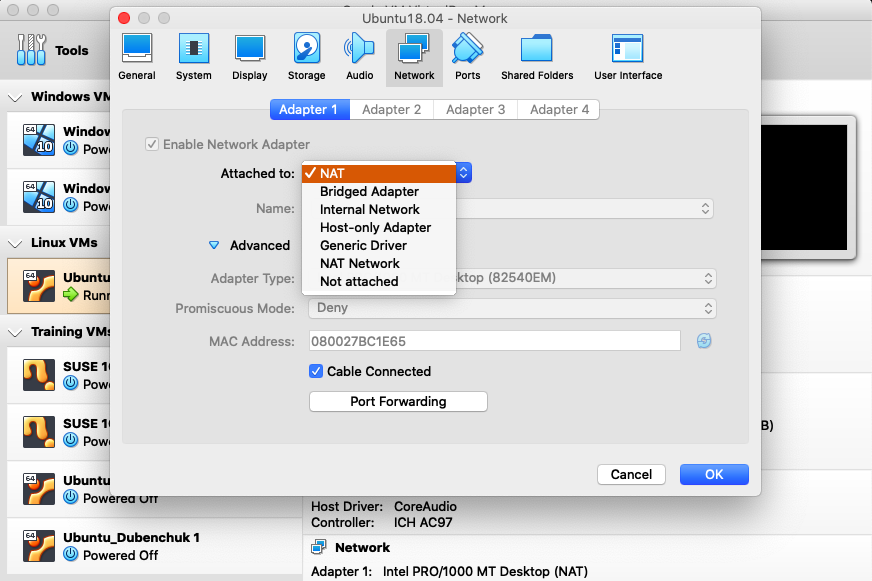 Ubuntu18.04 - Network
Tools
General
System
Display
Storage
Audio
Network
Ports
Shared Folders
User Interface
Adapter 1
Adapter 2
Adapter 3
Adapter 4
Enable Network Adapter
Attached to:
NAT
Bridged Adapter
Internal Network
Host-only Adapter
Generic Driver
NAT Network
Not attached
Name:
Advanced
Adapter Type:
(82540EM)
Promiscuous Mode: Deny
MAC Address: 080027BC1E65
Cable Connected
Port Forwarding
Cancel
OK
Windows VM
64
10
Window
Powe
64
10
Window
Powe
Linux VMs
64
Ubuntu
Runn
Training VMs
SUSE 10
Powe
SUSE 10
Powe
64
Ubuntu
Powered Off
64
Ubuntu_Dubenchuk 1
Powered Off
B)
Host Driver: CoreAudio
Controller: ICH AC97
Network
Adapter 1: Intel PRO/1000 MT Desktop (NAT)